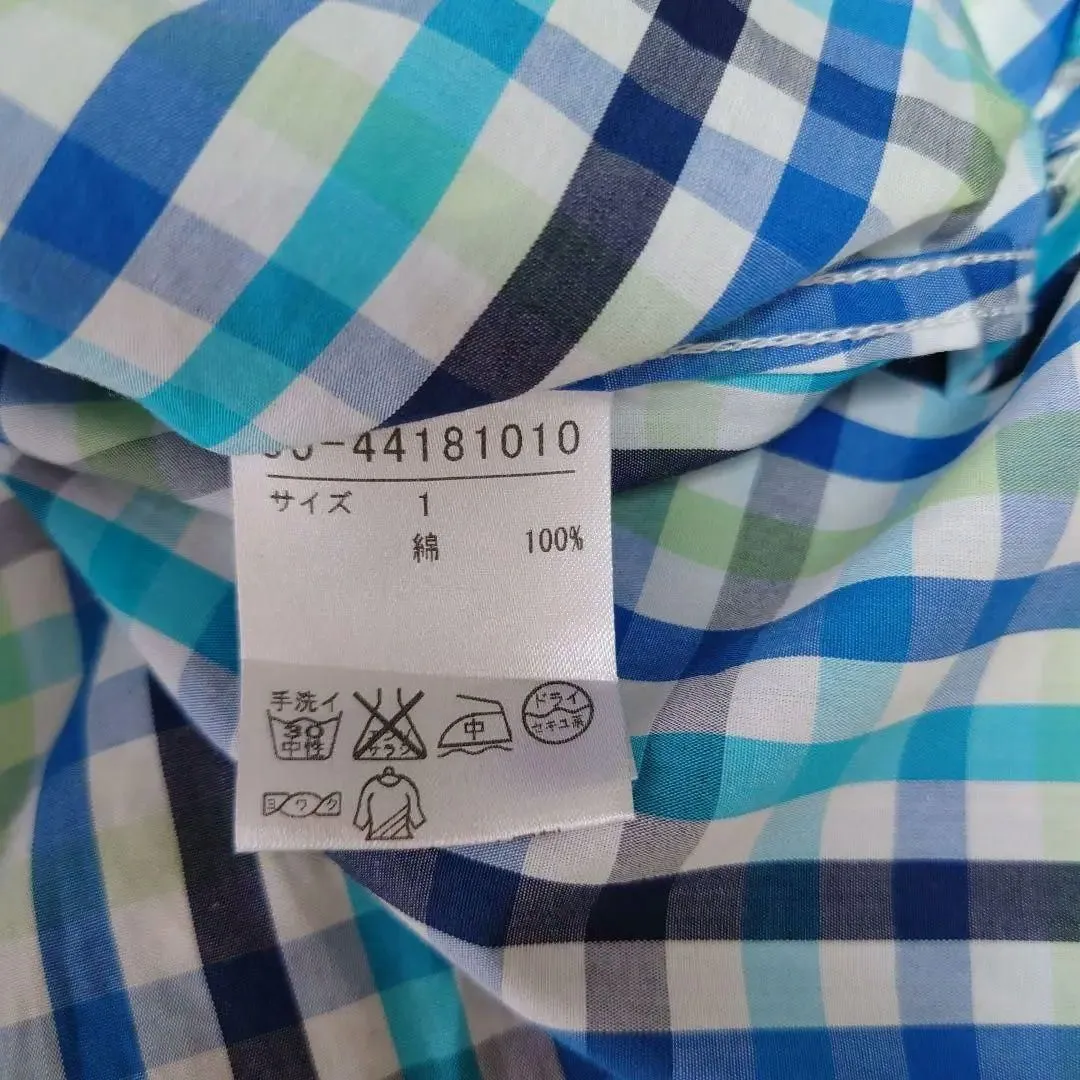 -44181010
サイズ 1
綿 100%
手洗イ
30
中性
中
ドライ
セキユ系
ヨワク